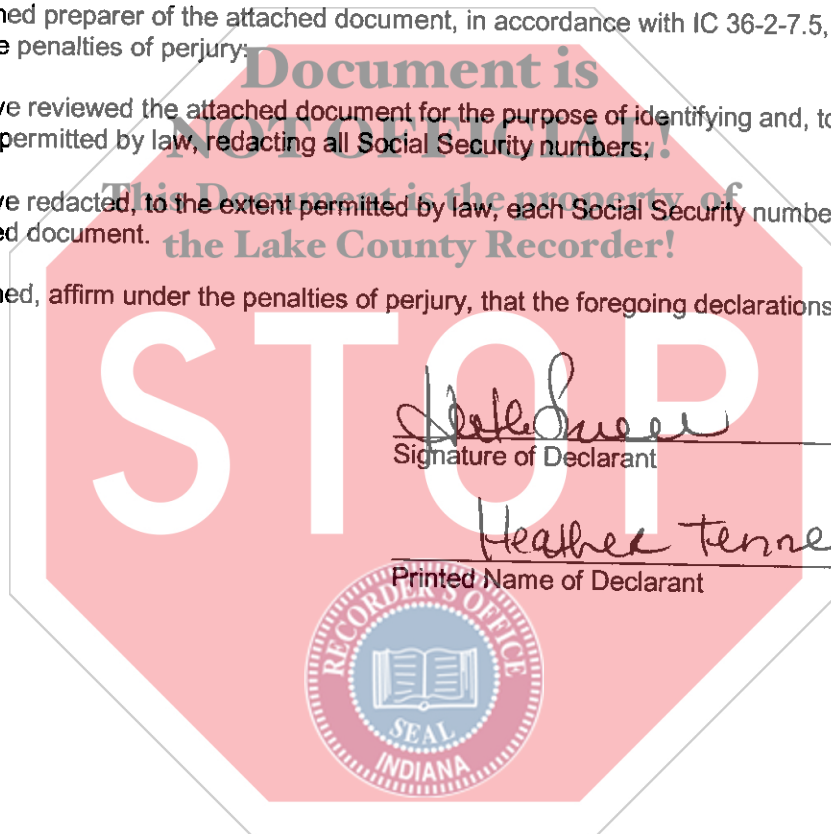 ned preparer of the attached document, in accordance with IC 36-2-7.5,
e penalties of perjury:
Document is
ve reviewed the attached document for the purpose of identifying and, to
NOT OFFICIAL!
permitted by law, redacting all Social Security numbers;
This Document is the property of
ve redacted, to the extent permitted by law, each Social Security numbe
ed document.
the Lake County Recorder!
ned, affirm under the penalties of perjury, that the foregoing declarations
STOP
Signature of Declarant
Heather Tenne
Printed Name of Declarant
RECORDER'S OFFICE
SEAL
INDIANA